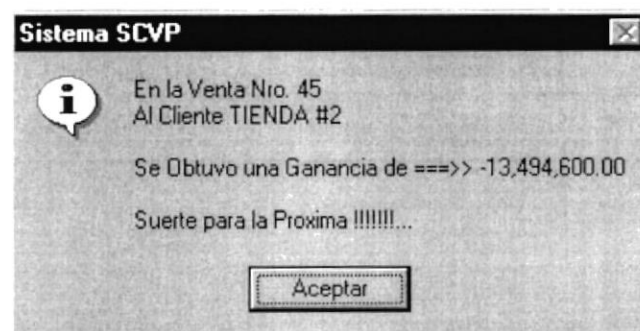 Sistema SCVP
En la Venta Nro. 45
Al Cliente TIENDA #2
Se Obtuvo una Ganancia de ===>> -13,494,600.00
Suerte para la Proxima !!!!!!!...
Aceptar